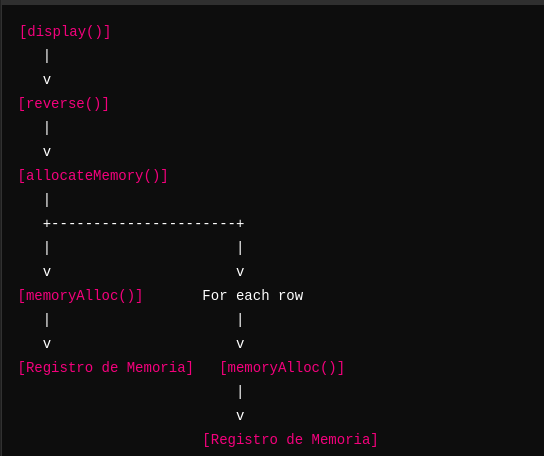 [display()]
|
v
[reverse()]
|
v
[allocateMemory()]
|
+----------------------+
| |
v v
[memoryAlloc()] For each row
| |
v v
[Registro de Memoria] [memoryAlloc()]
|
v
[Registro de Memoria]